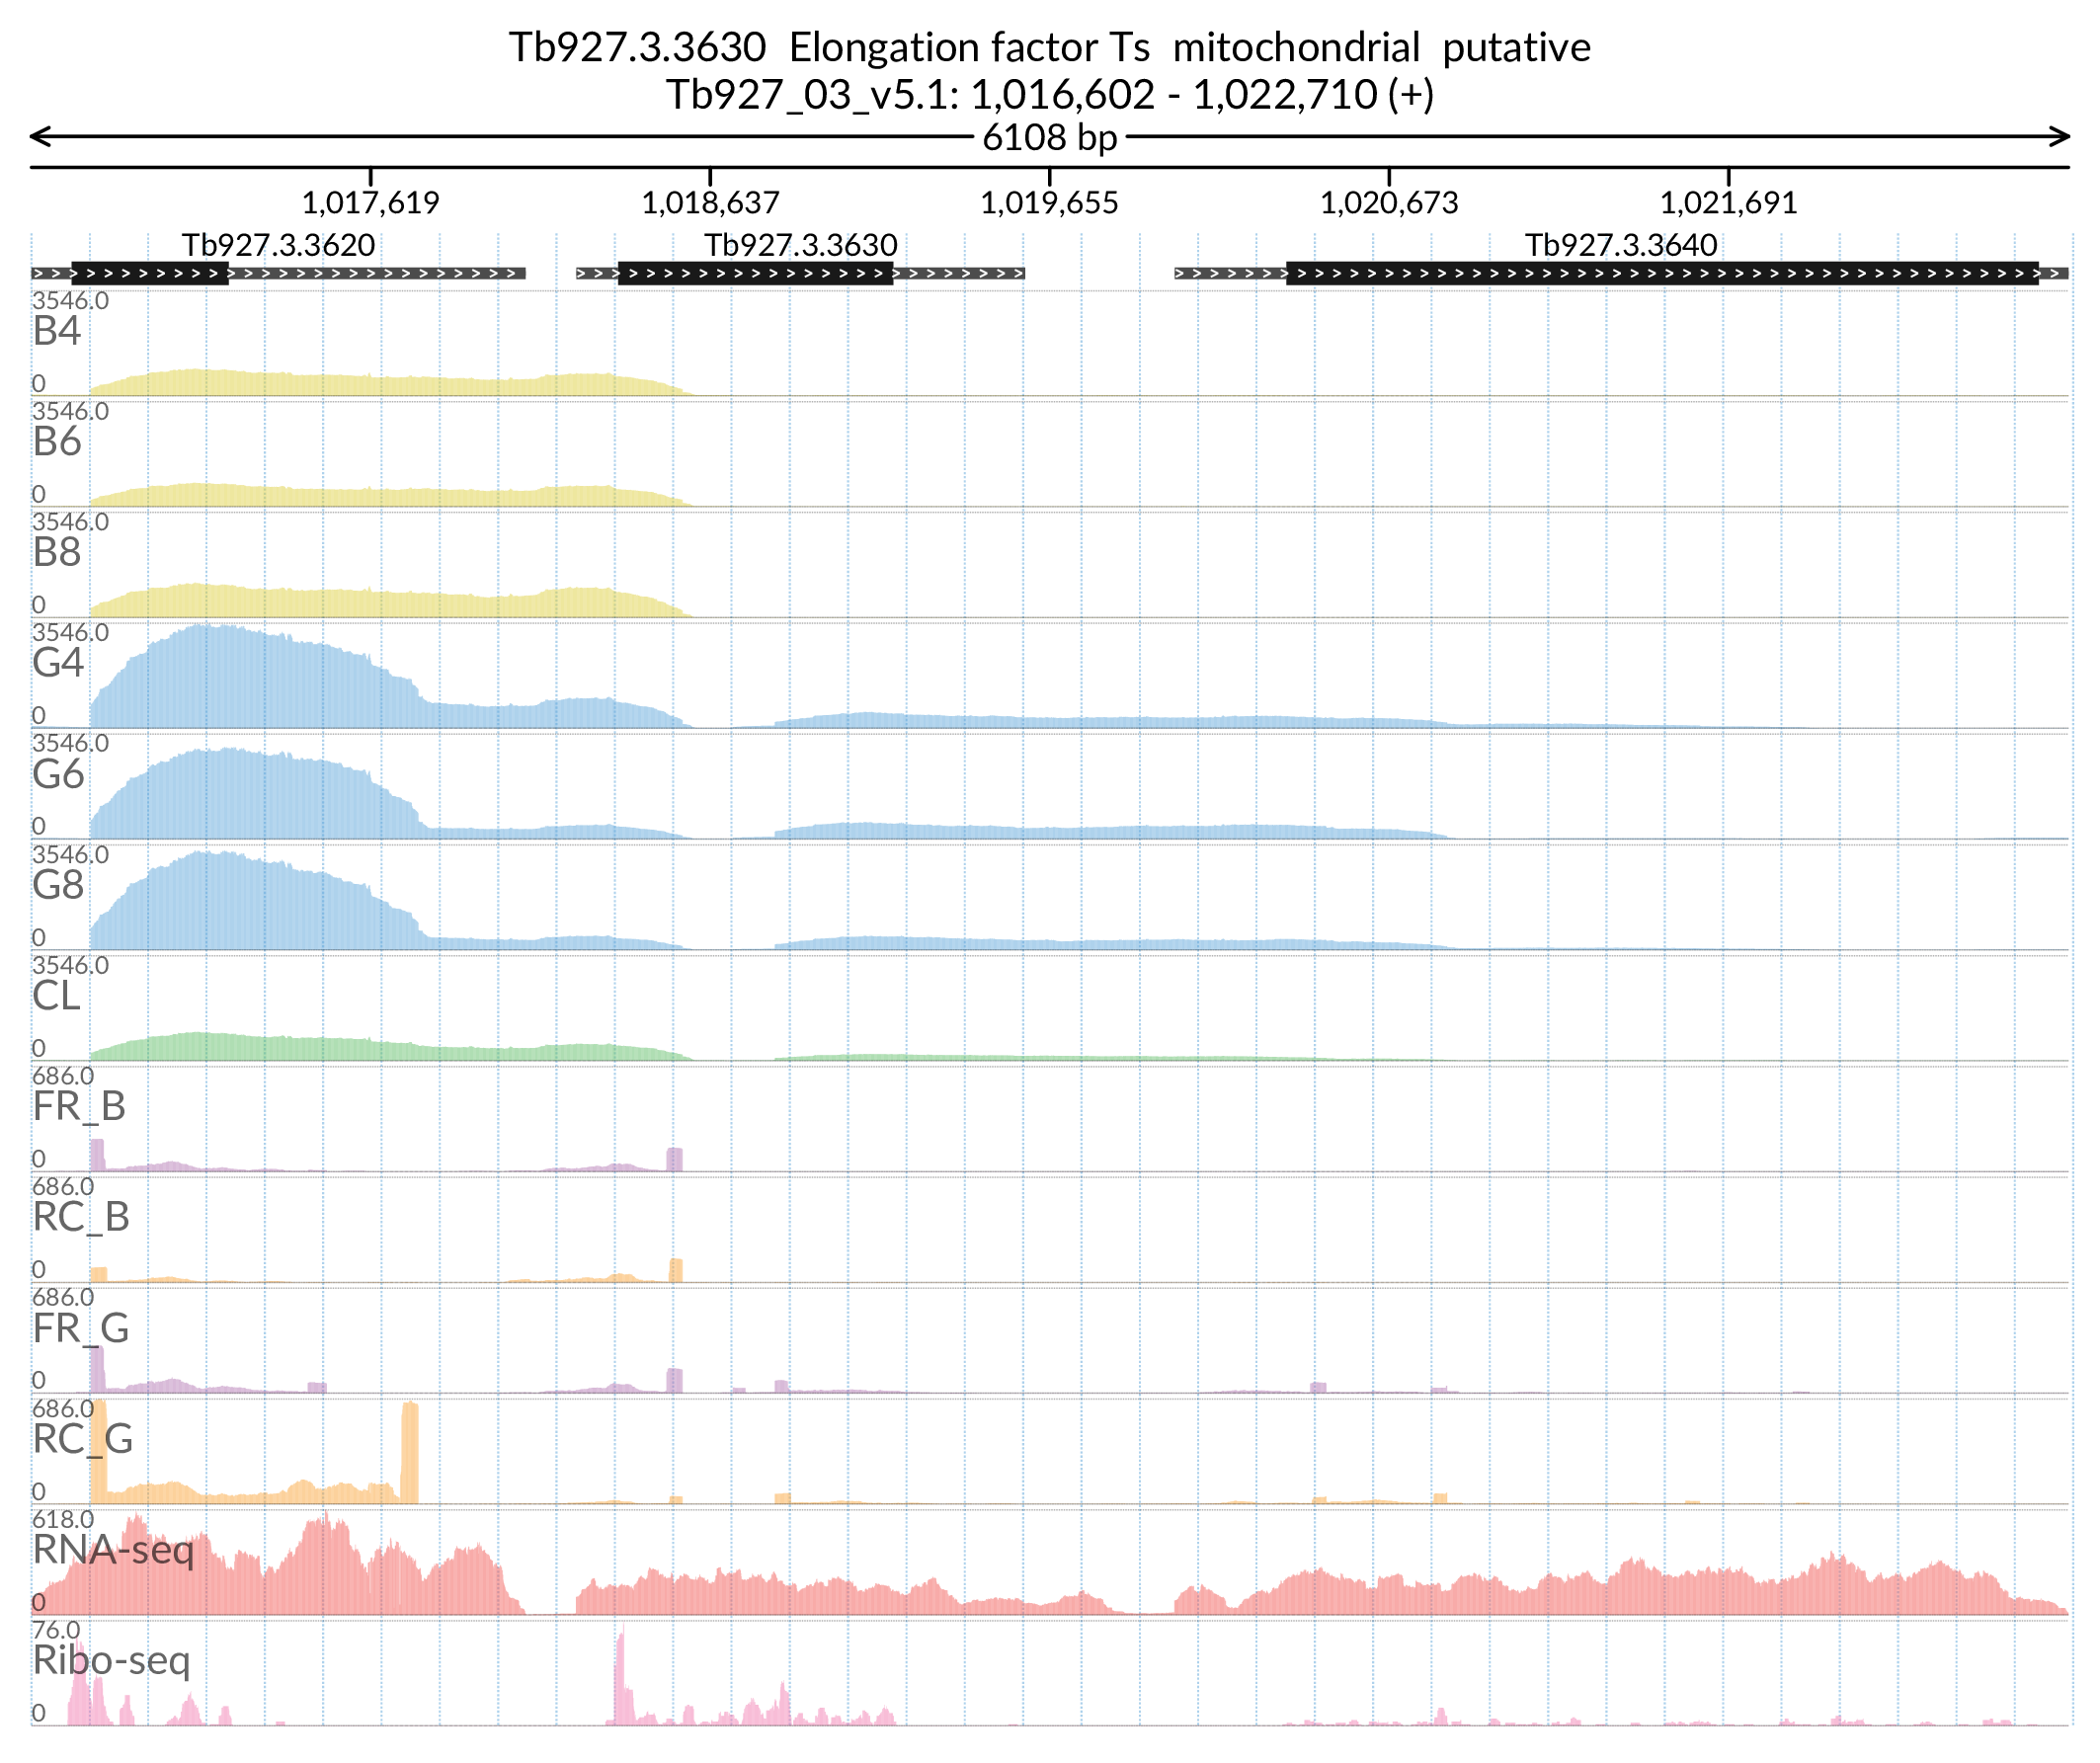 Tb927.3.3630 Elongation factor Ts mitochondrial putative
Tb927_03_v5.1: 1,016,602 - 1,022,710 (+)
6108 bp
1,017,619 1,018,637 1,019,655 1,020,673 1,021,691
Tb927.3.3620 Tb927.3.3630 Tb927.3.3640
3546.0
B4
0
3546.0
B6
0
3546.0
B8
0
3546.0
G4
0
3546.0
G6
0
3546.0
G8
0
3546.0
CL
0
686.0
FR_B
0
686.0
RC_B
0
686.0
FR_G
0
686.0
RC_G
0
618.0
RNA-seq
0
76.0
Ribo-seq
0